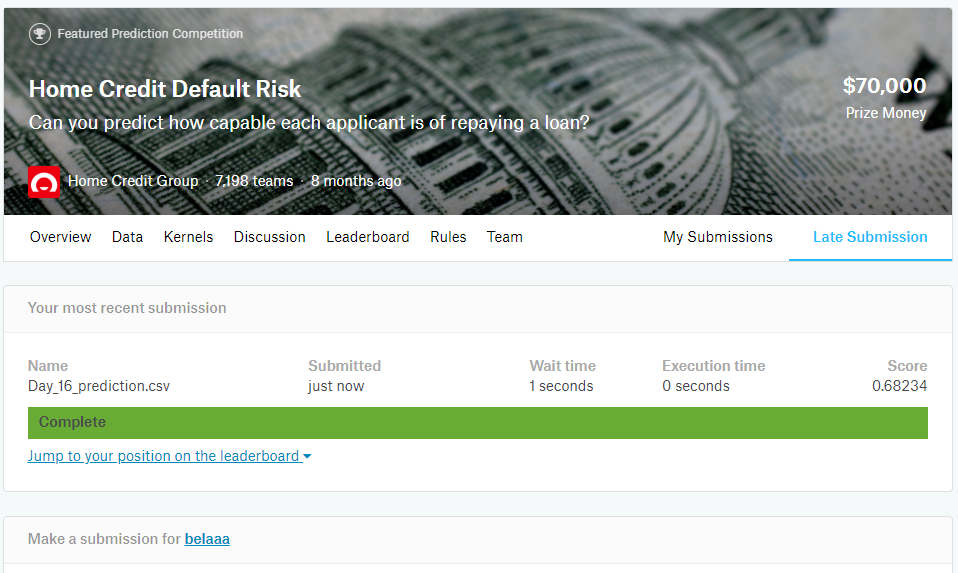 Featured Prediction Competition
Home Credit Default Risk
$70,000
Can you predict how capable each applicant is of repaying a loan?
Prize Money
Home Credit Group · 7,198 teams · 8 months ago
Overview Data Kernels Discussion Leaderboard Rules Team My Submissions Late Submission
Your most recent submission
Name Submitted Wait time Execution time Score
Day_16_prediction.csv just now 1 seconds 0 seconds 0.68234
Complete
Jump to your position on the leaderboard
Make a submission for belaaa